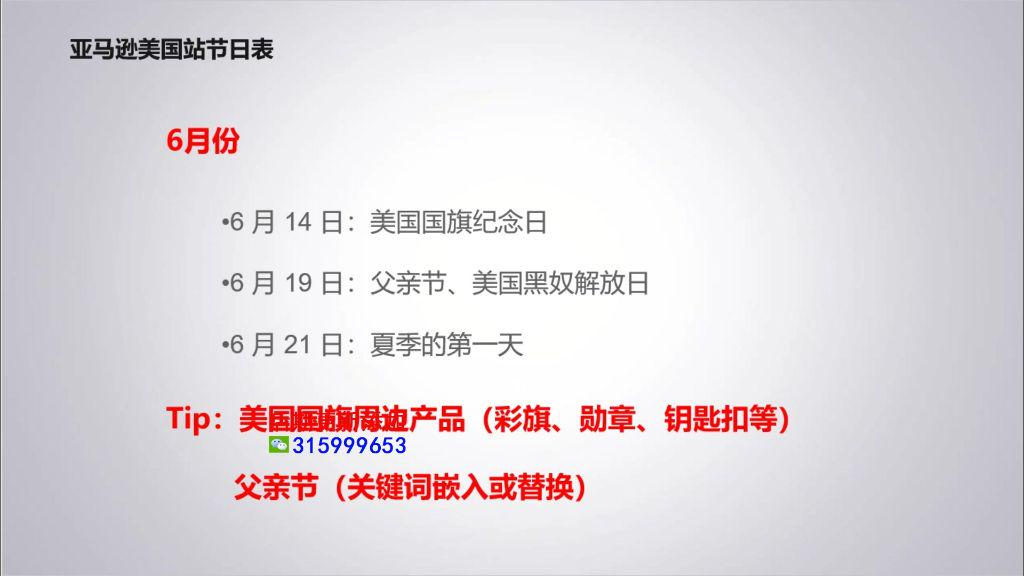 亚马逊美国站节日表
6月份
•6 月 14 日：美国国旗纪念日
•6 月 19 日：父亲节、美国黑奴解放日
•6 月 21 日：夏季的第一天
Tip：美国国旗周边产品（彩旗、勋章、钥匙扣等）
315999653
父亲节（关键词嵌入或替换）